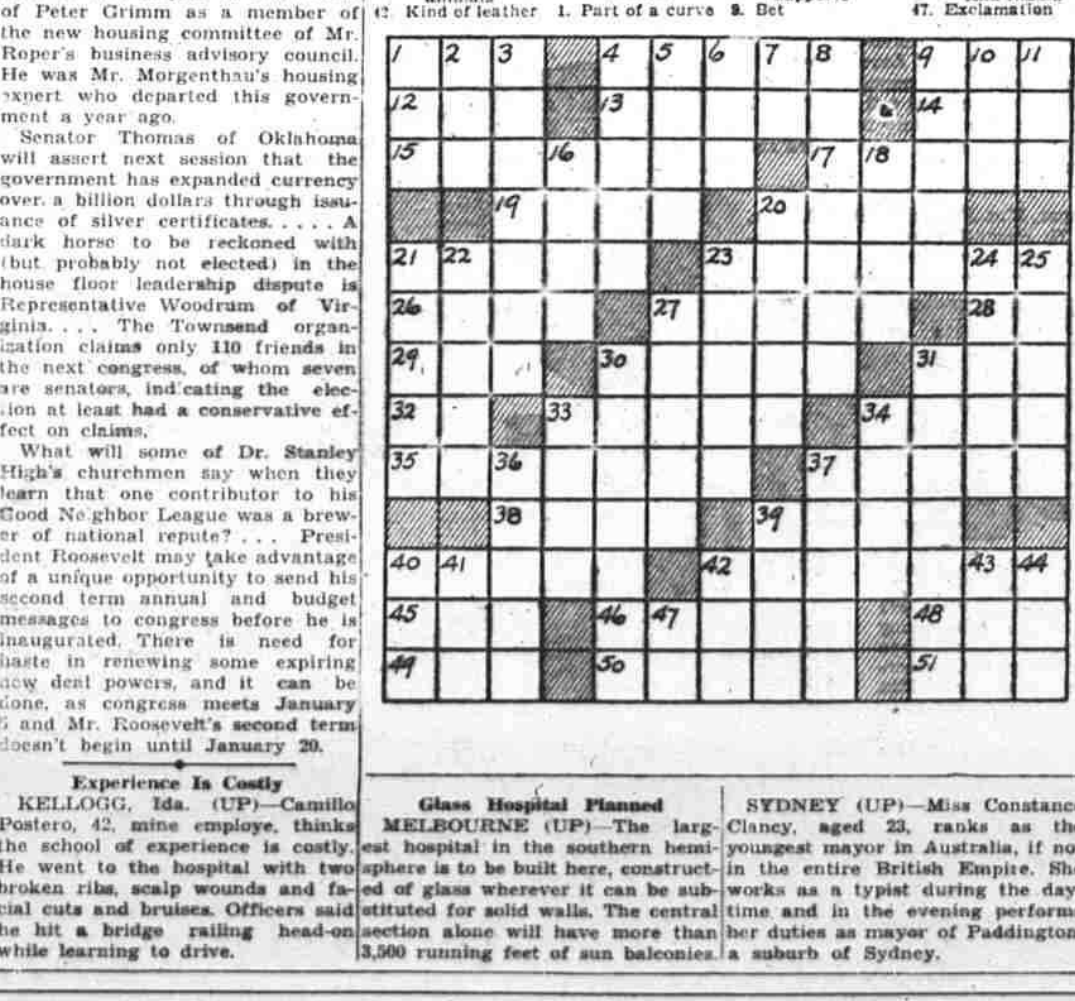 of Peter Grimm as a member of
the new housing committee of Mr.
Roper's business advisory council.
He was Mr. Morgenthau's housing
expert who departed this govern-
ment a year ago.
Senator Thomas of Oklahoma
will assert next session that the
government has expanded currency
over a billion dollars through issu-
ance of silver certificates..... A
dark horse to be reckoned with
(but probably not elected) in the
house floor leadership dispute is
Representative Woodrum of Vir-
ginia.... The Townsend organ-
ization claims only 110 friends in
the next congress, of whom seven
are senators, indicating the elec-
tion at least had a conservative ef-
fect on claims.
What will some of Dr. Stanley
High's churchmen say when they
learn that one contributor to his
Good Neighbor League was a brew-
er of national repute? ... Presi-
dent Roosevelt may take advantage
of a unique opportunity to send his
second term annual and budget
messages to congress before he is
inaugurated. There is need for
haste in renewing some expiring
new deal powers, and it can be
done, as congress meets January
5 and Mr. Roosevelt's second term
doesn't begin until January 20.
Experience Is Costly
KELLOGG, Ida. (UP)—Camillo
Postero, 42, mine employe, thinks
the school of experience is costly.
He went to the hospital with two
broken ribs, scalp wounds and fa-
cial cuts and bruises. Officers said
he hit a bridge railing head-on
while learning to drive.
42. Kind of leather 1. Part of a curve 9. Bet 47. Exclamation
1 2 3 4 5 6 7 8 9 10 11
12 13 14
15 16 17 18
19 20
21 22 23 24 25
26 27 28
29 30 31
32 33 34
35 36 37
38 39
40 41 42 43 44
45 46 47 48
49 50 51
Glass Hospital Planned
MELBOURNE (UP)—The larg-
est hospital in the southern hemi-
sphere is to be built here, construct-
ed of glass wherever it can be sub-
stituted for solid walls. The central
section alone will have more than
3,500 running feet of sun balconies.
SYDNEY (UP)—Miss Constance
Clancy, aged 23, ranks as the
youngest mayor in Australia, if not
in the entire British Empire. She
works as a typist during the day
time and in the evening performs
her duties as mayor of Paddington
a suburb of Sydney.